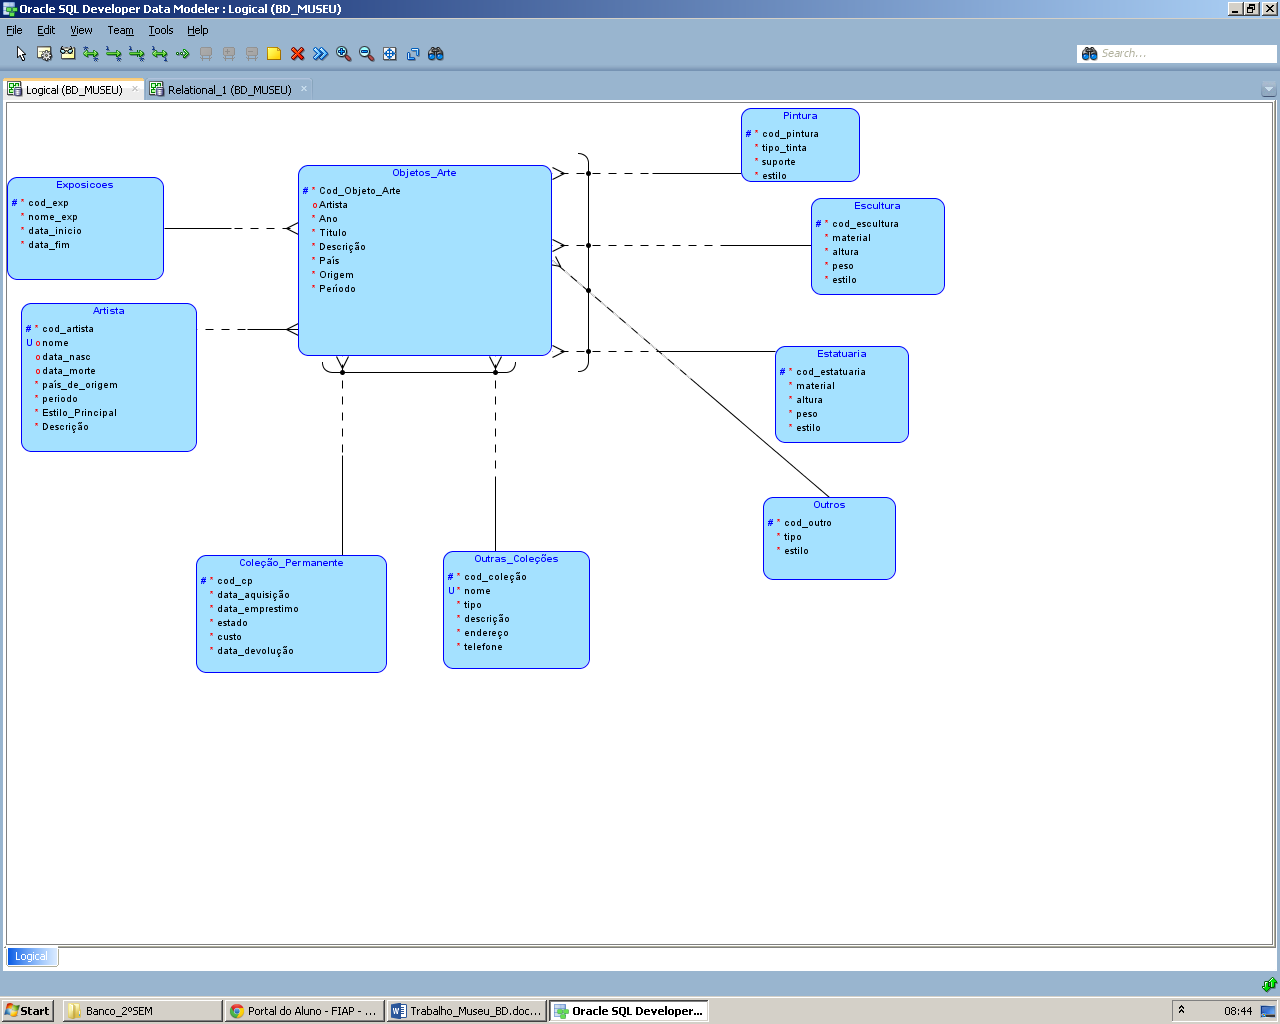 Oracle SQL Developer Data Modeler : Logical (BD_MUSEU)
File Edit View Team Tools Help
Search...
Logical (BD_MUSEU)
Relational_1 (BD_MUSEU)
Pintura
# * cod_pintura
* tipo_tinta
* suporte
* estilo
Objetos_Arte
# * Cod_Objeto_Arte
o Artista
* Ano
* Titulo
* Descrição
* País
* Origem
* Período
Exposicoes
# * cod_exp
* nome_exp
* data_inicio
* data_fim
Escultura
# * cod_escultura
* material
* altura
* peso
* estilo
Artista
# * cod_artista
U o nome
o data_nasc
o data_morte
* país_de_origem
* periodo
* Estilo_Principal
* Descrição
Estatuaria
# * cod_estatuaria
* material
* altura
* peso
* estilo
Outros
# * cod_outro
* tipo
* estilo
Coleção_Permanente
# * cod_cp
* data_aquisição
* data_emprestimo
* estado
* custo
* data_devolução
Outras_Coleções
# * cod_coleção
U * nome
* tipo
* descrição
* endereço
* telefone
Logical
Start
Banco_2ºSEM
Portal do Aluno - FIAP - ...
Trabalho_Museu_BD.doc...
Oracle SQL Developer...
08:44